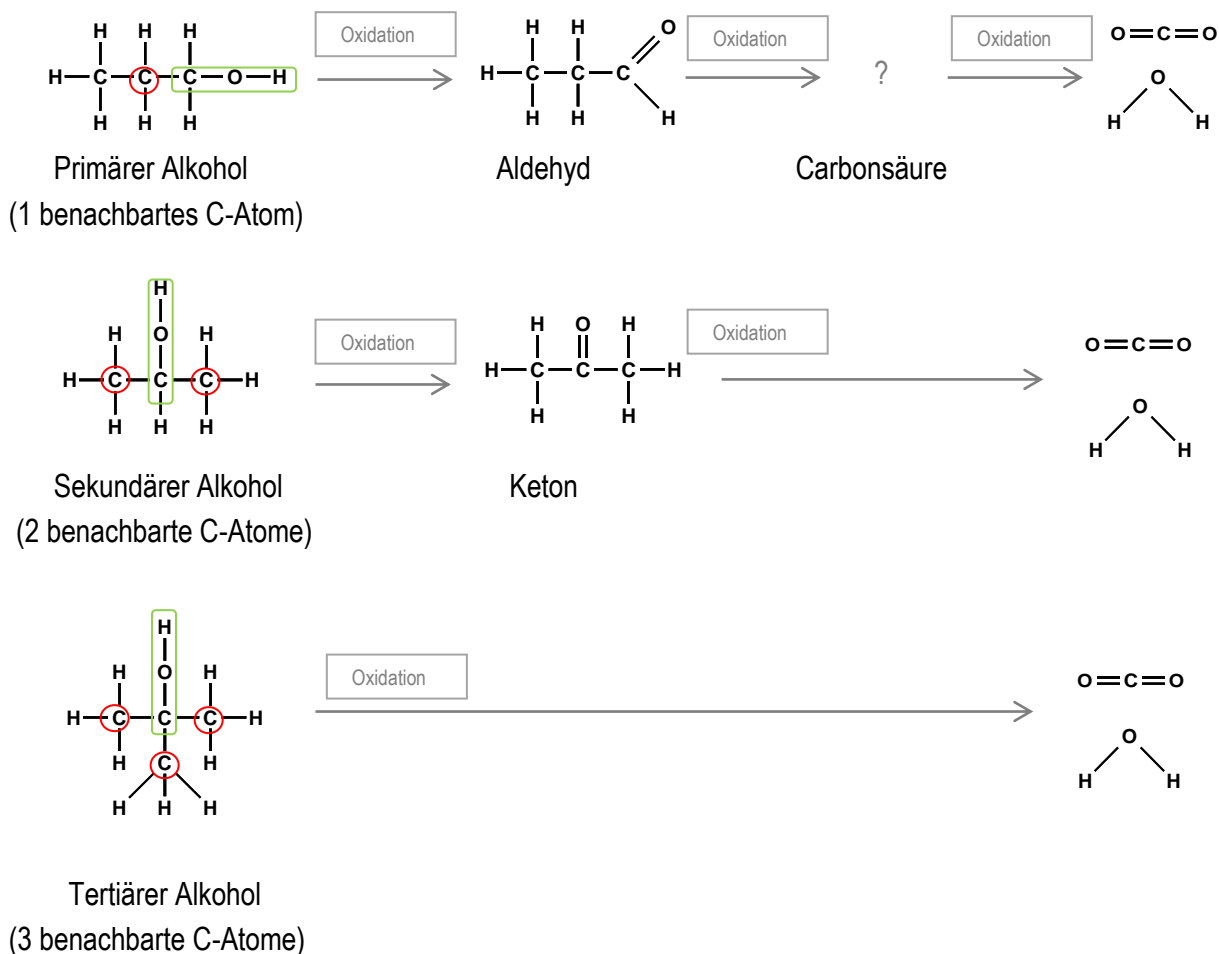 H H H
H C C C O H
H H H
Oxidation
H H O
H C C C
H H H
Oxidation
?
Oxidation
O C O
O
H H
Primärer Alkohol
(1 benachbartes C-Atom)
Aldehyd
Carbonsäure
H
H O H
H C C C H
H H H
Oxidation
H O H
H C C C H
H H
Oxidation
O C O
O
H H
Sekundärer Alkohol
(2 benachbarte C-Atome)
Keton
H
H O H
H C C C H
H C H
H H H
Oxidation
O C O
O
H H
Tertiärer Alkohol
(3 benachbarte C-Atome)